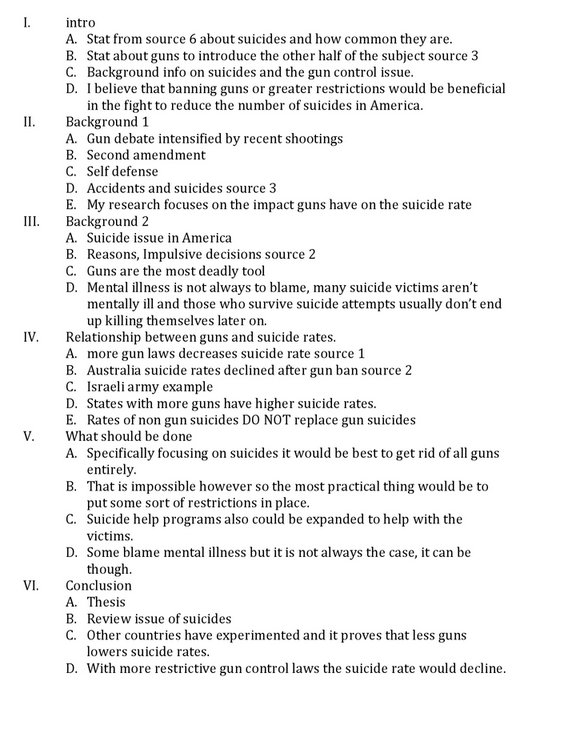 I. intro
A. Stat from source 6 about suicides and how common they are.
B. Stat about guns to introduce the other half of the subject source 3
C. Background info on suicides and the gun control issue.
D. I believe that banning guns or greater restrictions would be beneficial
in the fight to reduce the number of suicides in America.
II. Background 1
A. Gun debate intensified by recent shootings
B. Second amendment
C. Self defense
D. Accidents and suicides source 3
E. My research focuses on the impact guns have on the suicide rate
III. Background 2
A. Suicide issue in America
B. Reasons, Impulsive decisions source 2
C. Guns are the most deadly tool
D. Mental illness is not always to blame, many suicide victims aren't
mentally ill and those who survive suicide attempts usually don't end
up killing themselves later on.
IV. Relationship between guns and suicide rates.
A. more gun laws decreases suicide rate source 1
B. Australia suicide rates declined after gun ban source 2
C. Israeli army example
D. States with more guns have higher suicide rates.
E. Rates of non gun suicides DO NOT replace gun suicides
V. What should be done
A. Specifically focusing on suicides it would be best to get rid of all guns
entirely.
B. That is impossible however so the most practical thing would be to
put some sort of restrictions in place.
C. Suicide help programs also could be expanded to help with the
victims.
D. Some blame mental illness but it is not always the case, it can be
though.
VI. Conclusion
A. Thesis
B. Review issue of suicides
C. Other countries have experimented and it proves that less guns
lowers suicide rates.
D. With more restrictive gun control laws the suicide rate would decline.